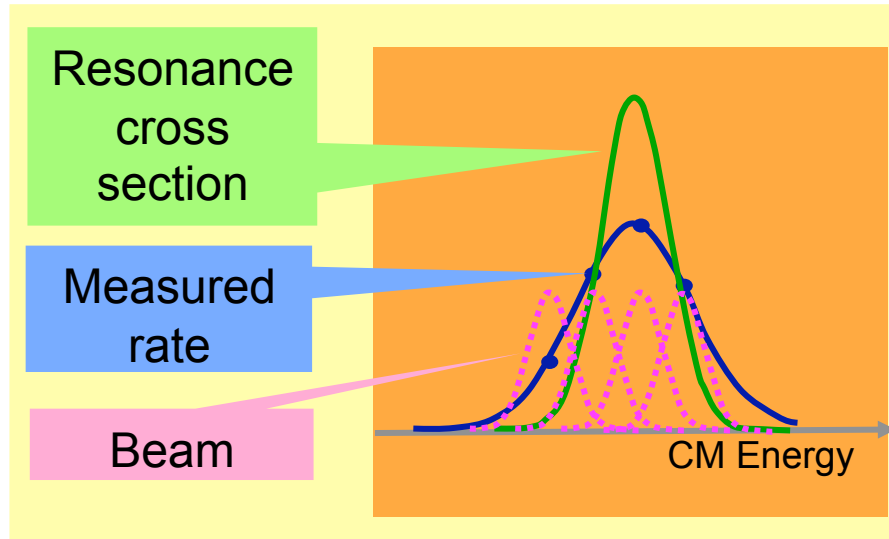 Resonance
cross
section
Measured
rate
Beam
CM Energy